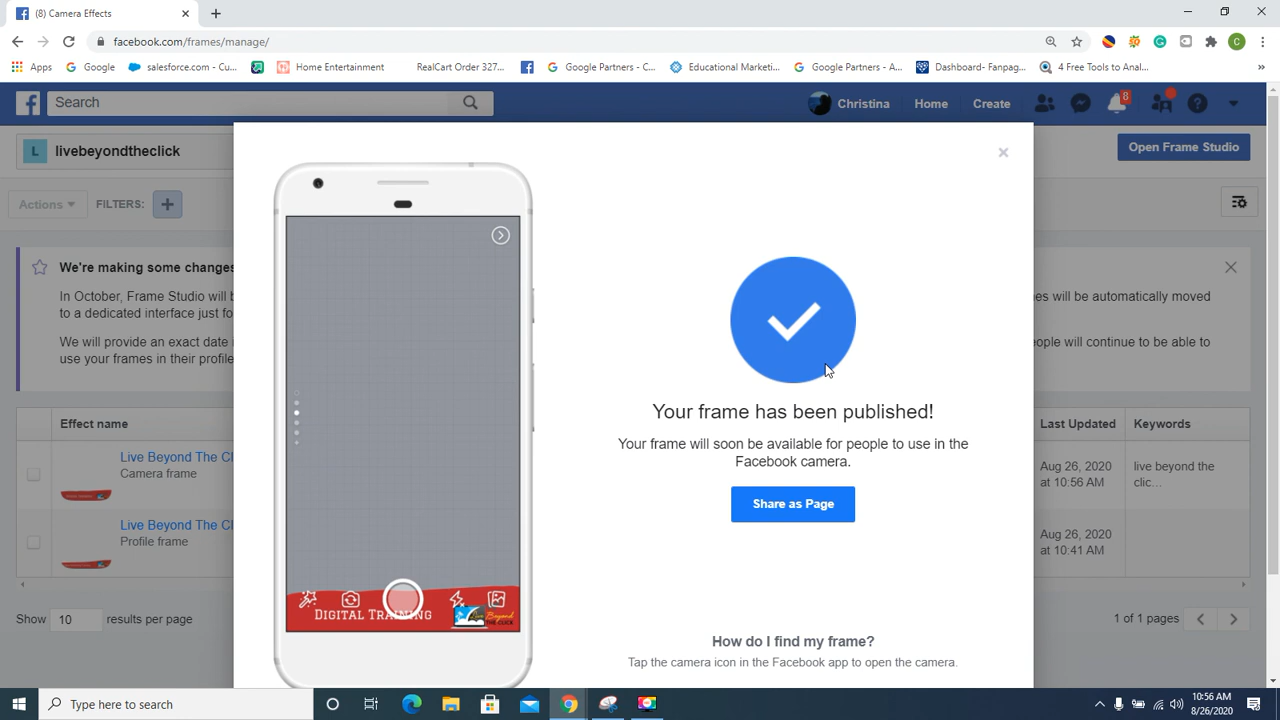 (8) Camera Effects
facebook.com/frames/manage/
Apps
Google
salesforce.com - Cu...
Home Entertainment
RealCart Order 327...
Google Partners - C...
Educational Marketi...
Google Partners - A...
Dashboard- Fanpag...
4 Free Tools to Anal...
»
Search
Christina
Home
Create
8
L
livebeyondtheclick
Open Frame Studio
Actions
FILTERS:
We're making some changes
In October, Frame Studio will b
to a dedicated interface just fo
es will be automatically moved
We will provide an exact date i
use your frames in their profile
eople will continue to be able to
Effect name
Last Updated
Keywords
Live Beyond The Cl
Camera frame
Aug 26, 2020
at 10:56 AM
live beyond the
clic...
Live Beyond The Cl
Profile frame
Aug 26, 2020
at 10:41 AM
Show
10
results per page
1 of 1 pages
DIGITAL TRAINING
Beyond
THE CLICK
Your frame has been published!
Your frame will soon be available for people to use in the
Facebook camera.
Share as Page
How do I find my frame?
Tap the camera icon in the Facebook app to open the camera.
Type here to search
10:56 AM
8/26/2020